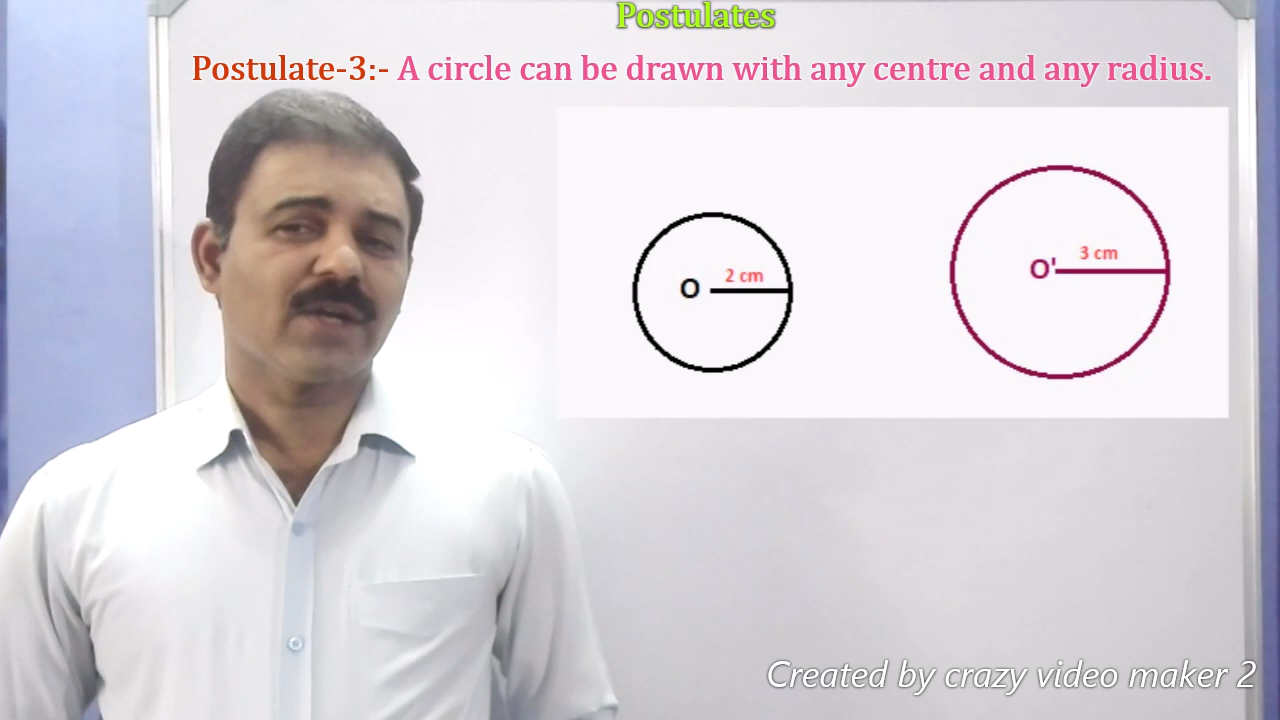 Postulates
Postulate-3:- A circle can be drawn with any centre and any radius.
O 2 cm
O' 3 cm
Created by crazy video maker 2